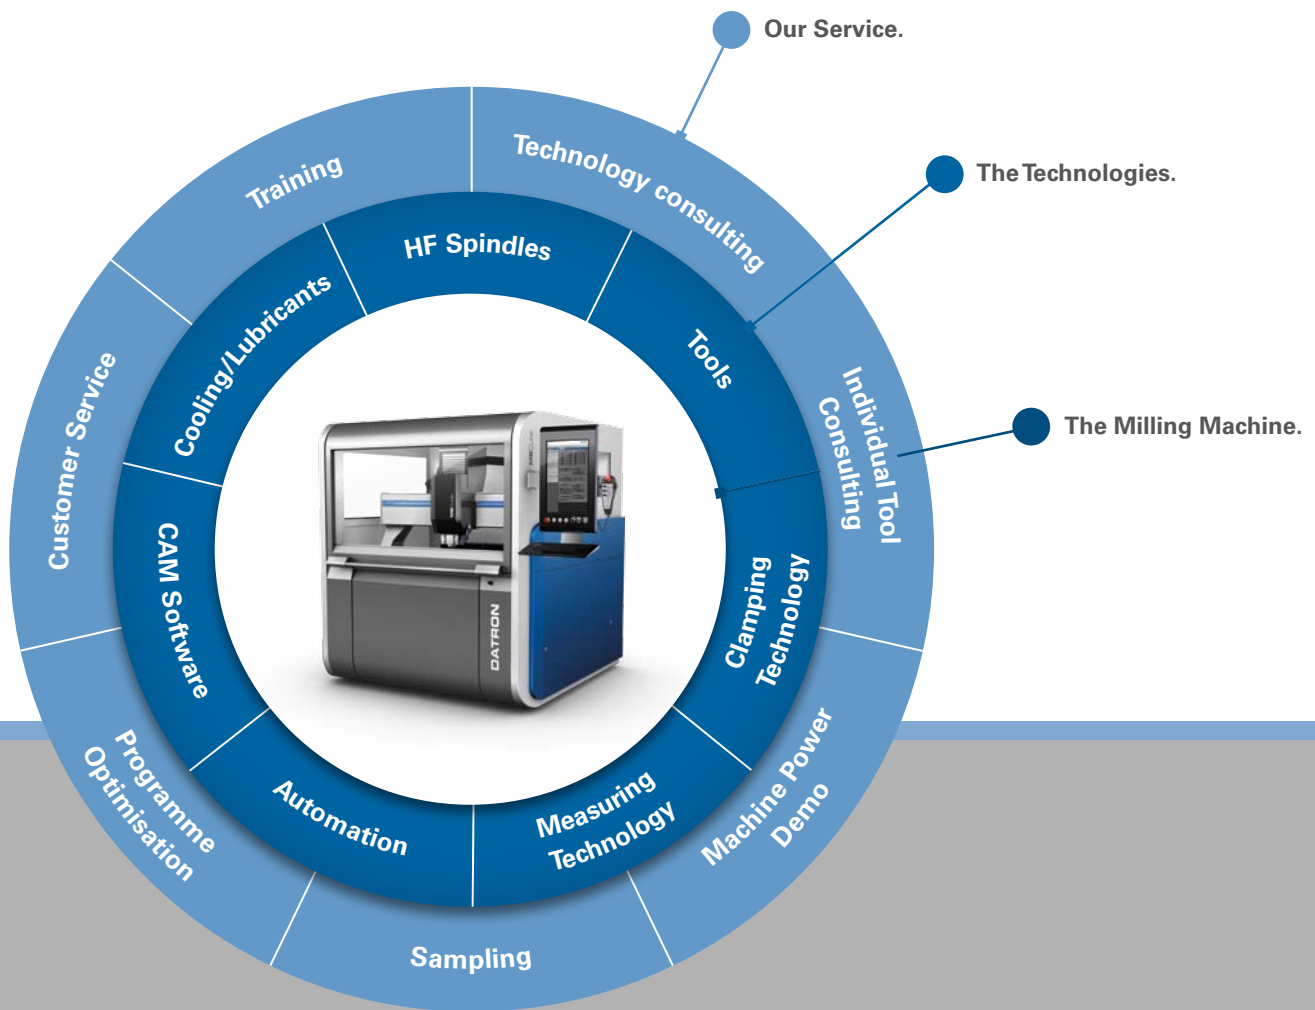 Our Service.
The Technologies.
The Milling Machine.
Technology consulting
Individual Tool
Consulting
Machine Power
Demo
Sampling
Programme
Optimisation
Customer Service
Training
HF Spindles
Tools
Clamping
Technology
Measuring
Technology
Automation
CAM Software
Cooling/Lubricants
DATRON